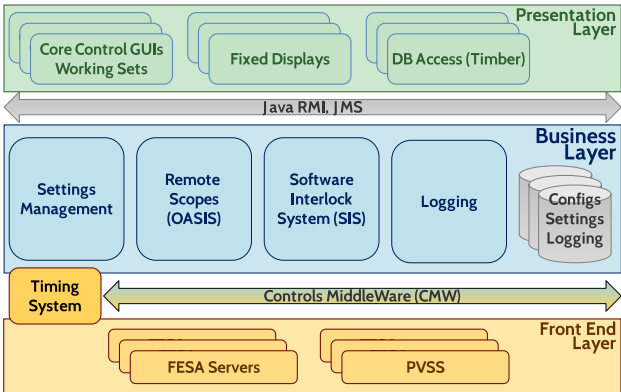 Presentation
Layer
Core Control GUIs
Working Sets
Fixed Displays
DB Access (Timber)
Java RMI, JMS
Business
Layer
Settings
Management
Remote
Scopes
(OASIS)
Software
Interlock
System (SIS)
Logging
Configs
Settings
Logging
Timing
System
Controls MiddleWare (CMW)
Front End
Layer
FESA Servers
PVSS